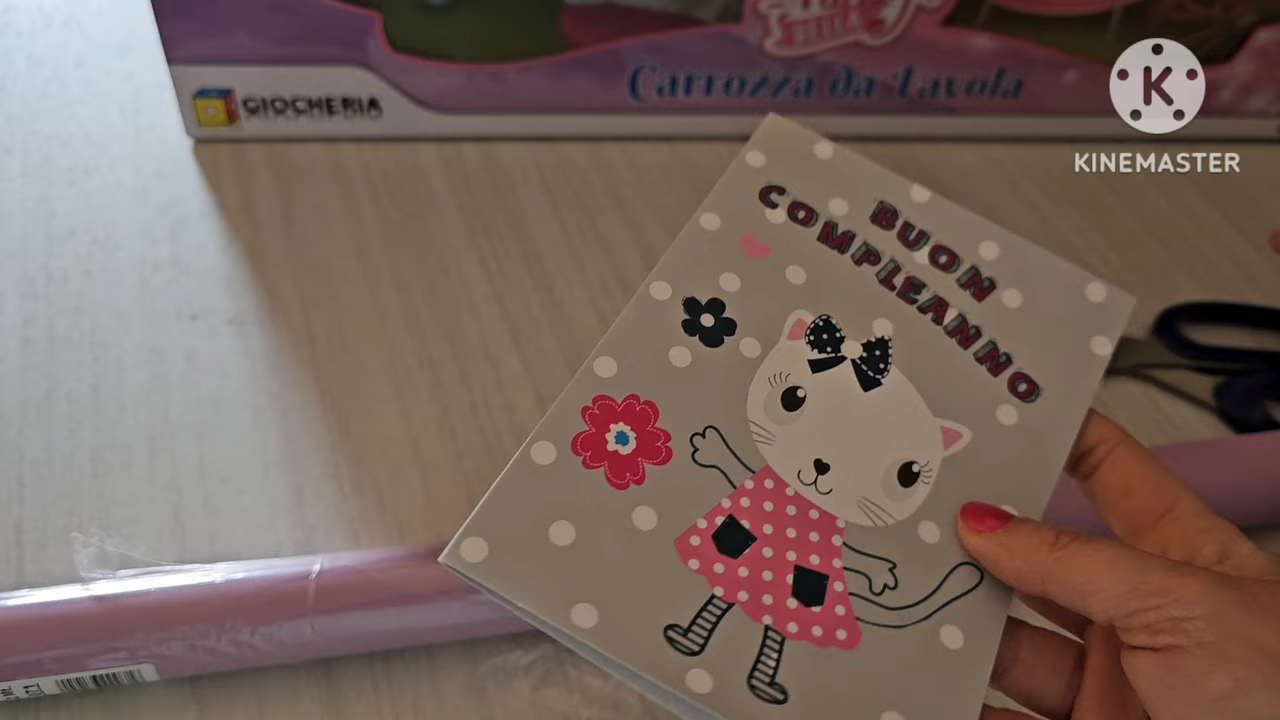 Carrozza da tavola
GIOCHERIA
K
KINEMASTER
BUON
COMPLEANNO